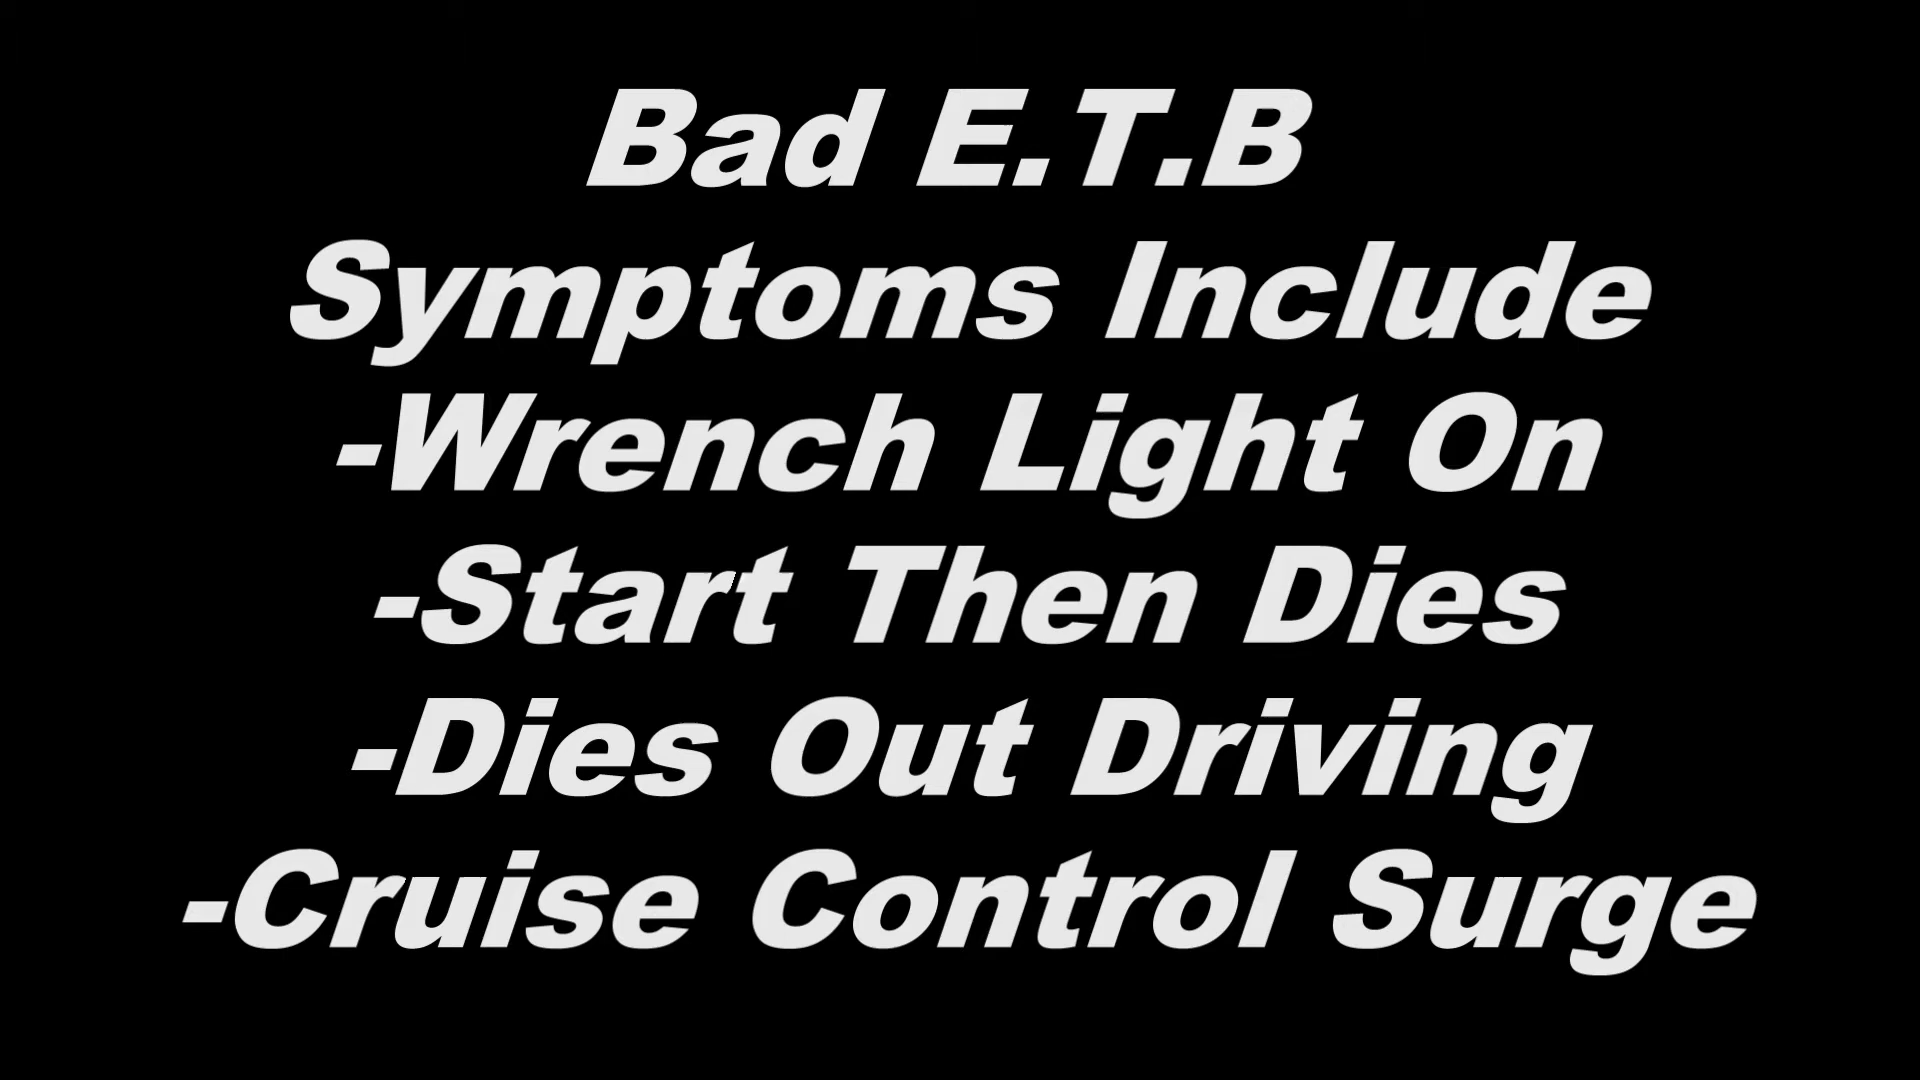 Bad E.T.B
Symptoms Include
-Wrench Light On
-Start Then Dies
-Dies Out Driving
-Cruise Control Surge